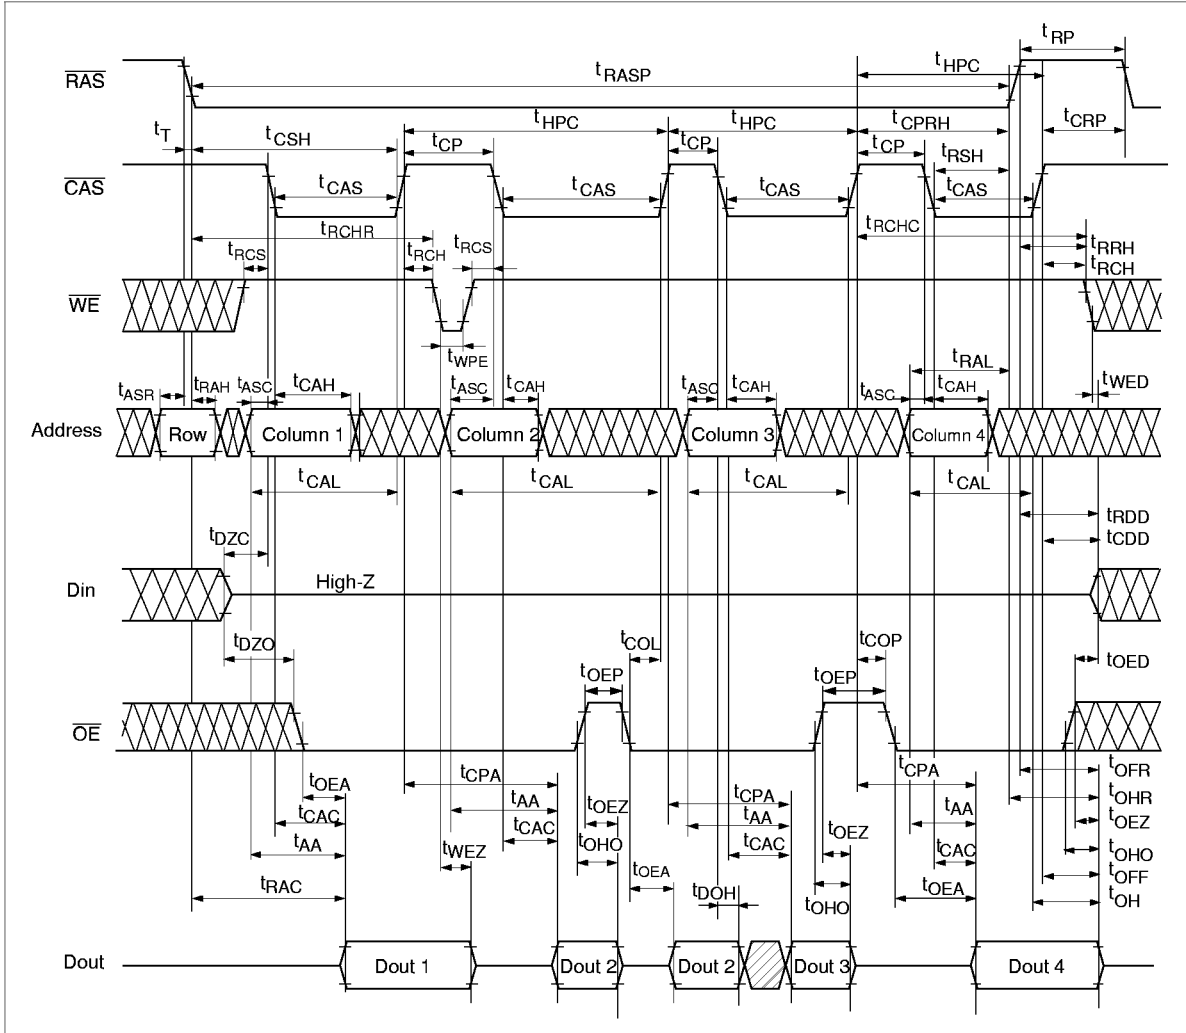 tRP
tHPC
RAS
tRASP
tHPC tHPC tCPRH tCRP
tT tCSH
tCP tCP tCP tRSH
CAS
tCAS tCAS tCAS tCAS
tRCHR tRCHC
tRCS tRCH tRCS tRRH
tRCH
WE
tWPE tRAL
tWED
tASR tRAH tASC tCAH tASC tCAH tASC tCAH tASC tCAH
Address Row Column 1 Column 2 Column 3 Column 4
tCAL tCAL tCAL tCAL
tRDD
tDZC tCDD
Din High-Z
tDZO tCOL tCOP tOED
tOEP tOEP
OE
tOEA tCPA tCPA tOFR
tCAC tAA tOEZ tCPA tAA tOHR
tAA tCAC tOHO tAA tOEZ tCAC tOEZ
tWEZ tCAC tOHO
tRAC tOEA tDOH tOHO tOEA tOFF
tOH
Dout Dout 1 Dout 2 Dout 2 Dout 3 Dout 4